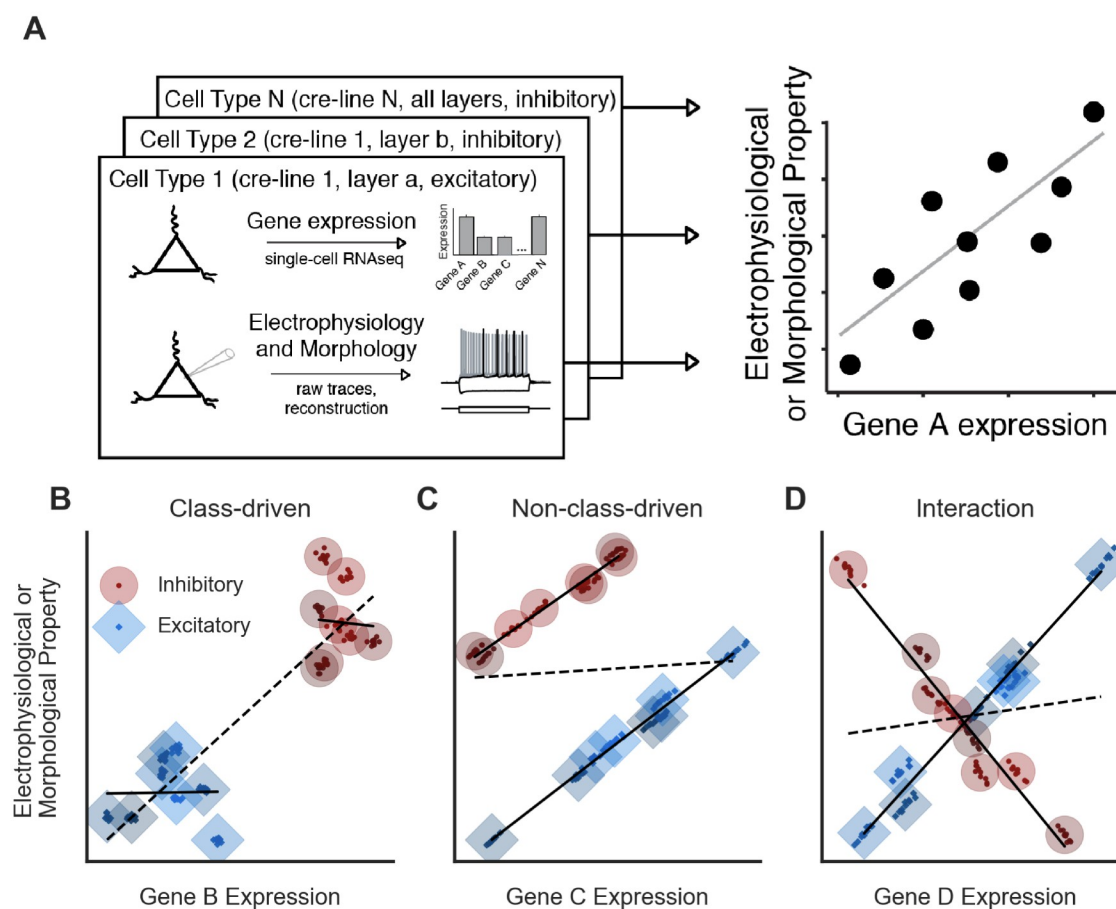 A
Cell Type N (cre-line N, all layers, inhibitory)
Cell Type 2 (cre-line 1, layer b, inhibitory)
Cell Type 1 (cre-line 1, layer a, excitatory)
Gene expression
single-cell RNAseq
Expression
Gene A
Gene B
Gene C
...
Gene N
Electrophysiology
and Morphology
raw traces,
reconstruction
Electrophysiological
or Morphological Property
Gene A expression
B
Class-driven
Inhibitory
Excitatory
Electrophysiological or
Morphological Property
Gene B Expression
C
Non-class-driven
Gene C Expression
D
Interaction
Gene D Expression